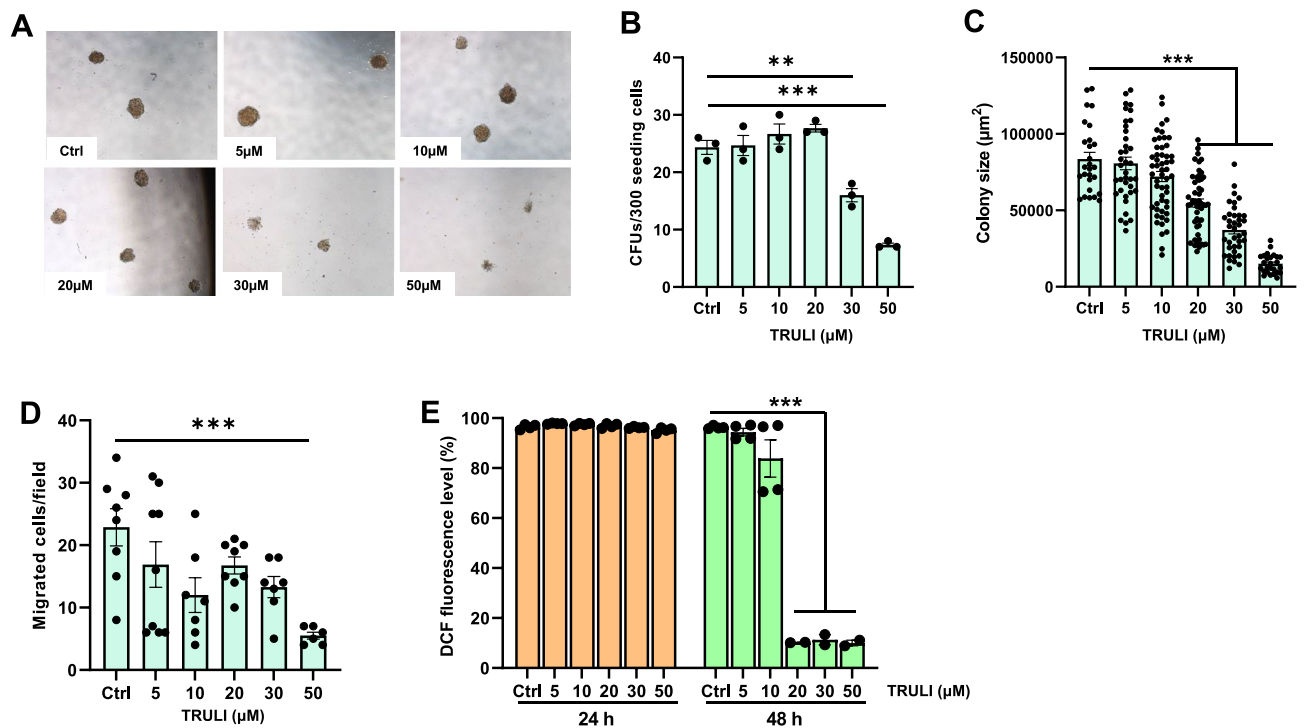 A
Ctrl
5µM
10µM
20µM
30µM
50µM
B
CFUs/300 seeding cells
40
30
20
10
0
**
***
Ctrl 5 10 20 30 50
TRULI (µM)
C
Colony size (µm²)
150000
100000
50000
0
***
Ctrl 5 10 20 30 50
TRULI (µM)
D
Migrated cells/field
40
30
20
10
0
***
Ctrl 5 10 20 30 50
TRULI (µM)
E
DCF fluorescence level (%)
100
80
60
40
20
0
***
Ctrl 5 10 20 30 50 Ctrl 5 10 20 30 50 TRULI (µM)
24 h 48 h